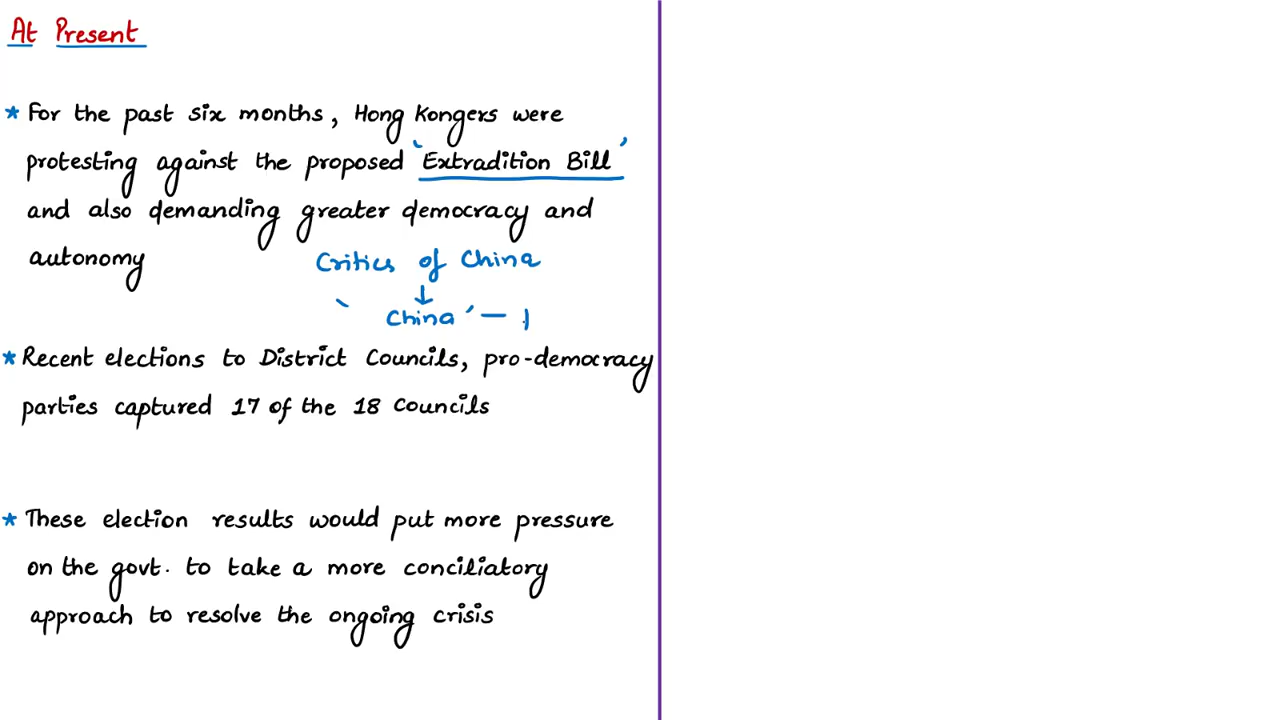 At Present
* For the past six months, Hong Kongers were
protesting against the proposed 'Extradition Bill'
and also demanding greater democracy and
autonomy
Critics of China
↓
' China ' —
* Recent elections to District Councils, pro-democracy
parties captured 17 of the 18 Councils
* These election results would put more pressure
on the govt. to take a more conciliatory
approach to resolve the ongoing crisis